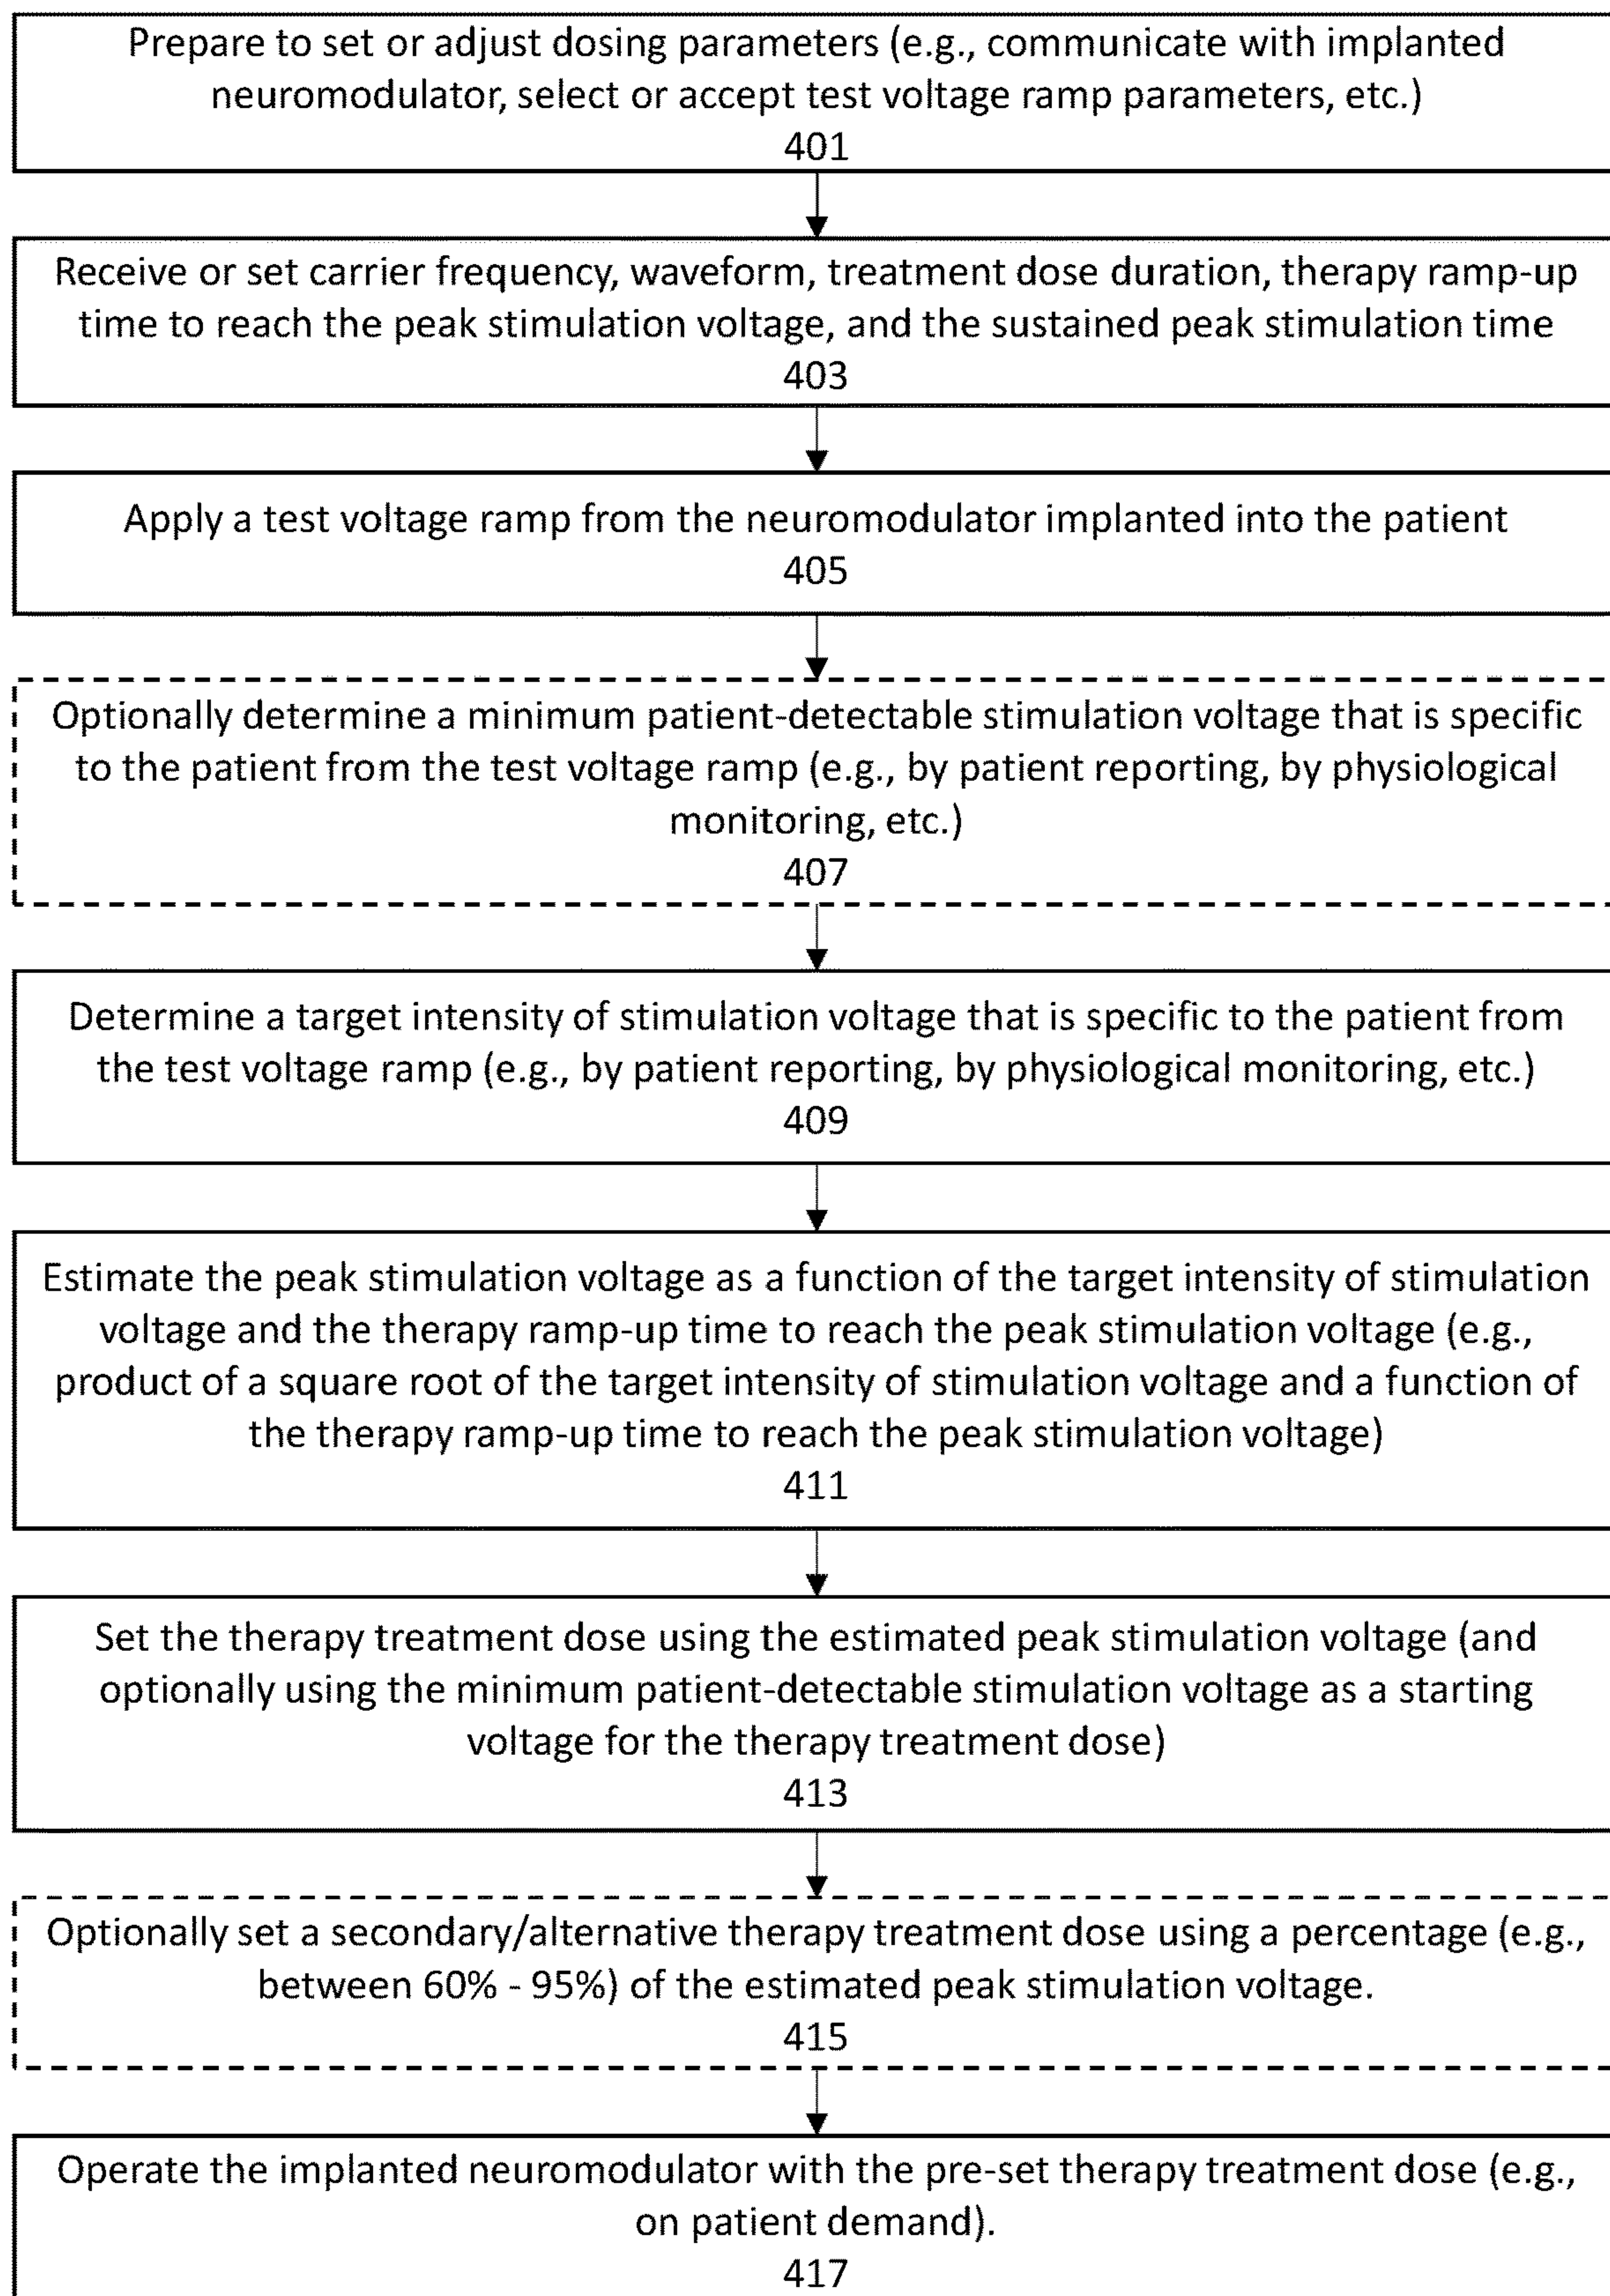 Prepare to set or adjust dosing parameters (e.g., communicate with implanted
neuromodulator, select or accept test voltage ramp parameters, etc.)
401
Receive or set carrier frequency, waveform, treatment dose duration, therapy ramp-up
time to reach the peak stimulation voltage, and the sustained peak stimulation time
403
Apply a test voltage ramp from the neuromodulator implanted into the patient
405
Optionally determine a minimum patient-detectable stimulation voltage that is specific
to the patient from the test voltage ramp (e.g., by patient reporting, by physiological
monitoring, etc.)
407
Determine a target intensity of stimulation voltage that is specific to the patient from
the test voltage ramp (e.g., by patient reporting, by physiological monitoring, etc.)
409
Estimate the peak stimulation voltage as a function of the target intensity of stimulation
voltage and the therapy ramp-up time to reach the peak stimulation voltage (e.g.,
product of a square root of the target intensity of stimulation voltage and a function of
the therapy ramp-up time to reach the peak stimulation voltage)
411
Set the therapy treatment dose using the estimated peak stimulation voltage (and
optionally using the minimum patient-detectable stimulation voltage as a starting
voltage for the therapy treatment dose)
413
Optionally set a secondary/alternative therapy treatment dose using a percentage (e.g.,
between 60% - 95%) of the estimated peak stimulation voltage.
415
Operate the implanted neuromodulator with the pre-set therapy treatment dose (e.g.,
on patient demand).
417